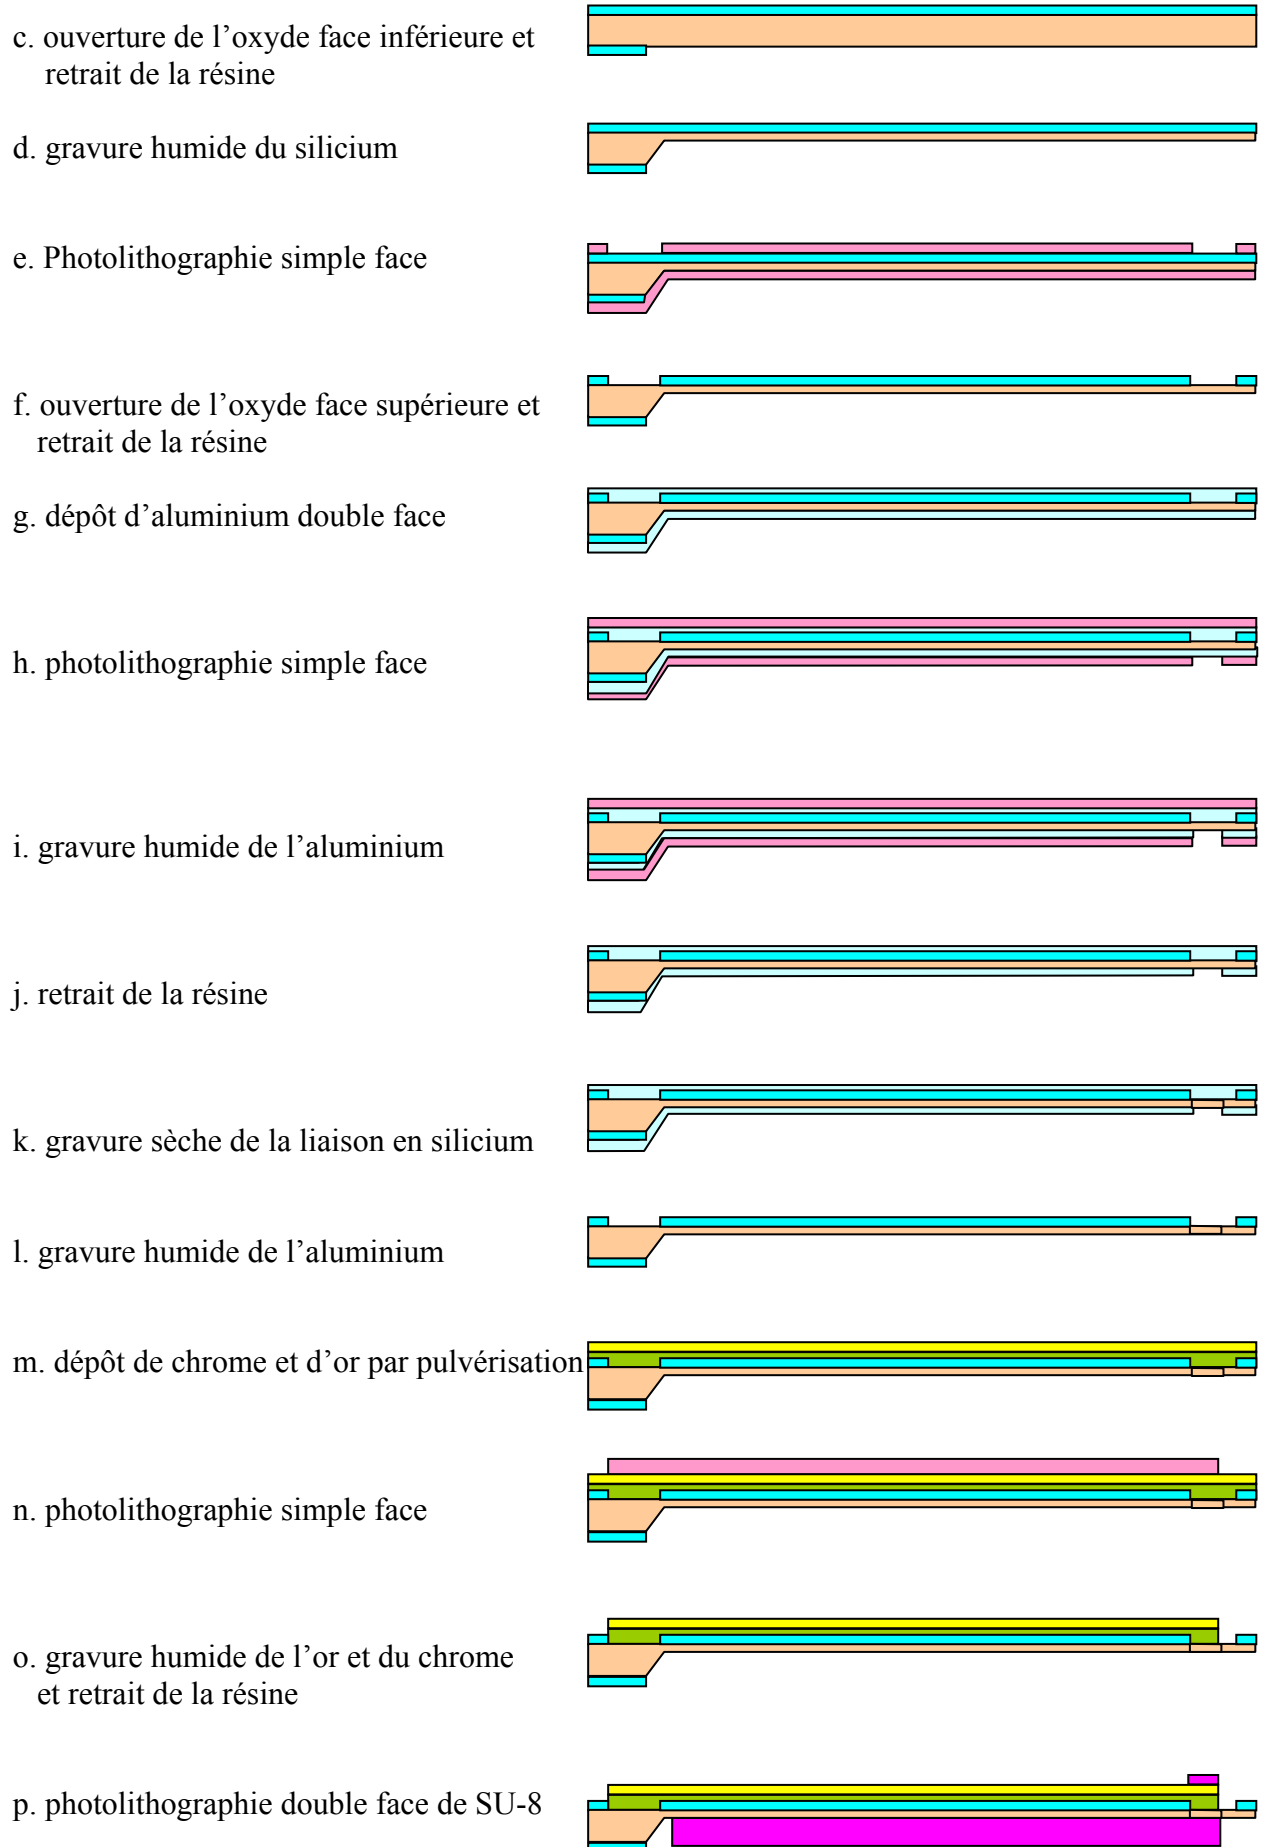 c. ouverture de l’oxyde face inférieure et
retrait de la résine
d. gravure humide du silicium
e. Photolithographie simple face
f. ouverture de l’oxyde face supérieure et
retrait de la résine
g. dépôt d’aluminium double face
h. photolithographie simple face
i. gravure humide de l’aluminium
j. retrait de la résine
k. gravure sèche de la liaison en silicium
l. gravure humide de l’aluminium
m. dépôt de chrome et d’or par pulvérisation
n. photolithographie simple face
o. gravure humide de l’or et du chrome
et retrait de la résine
p. photolithographie double face de SU-8